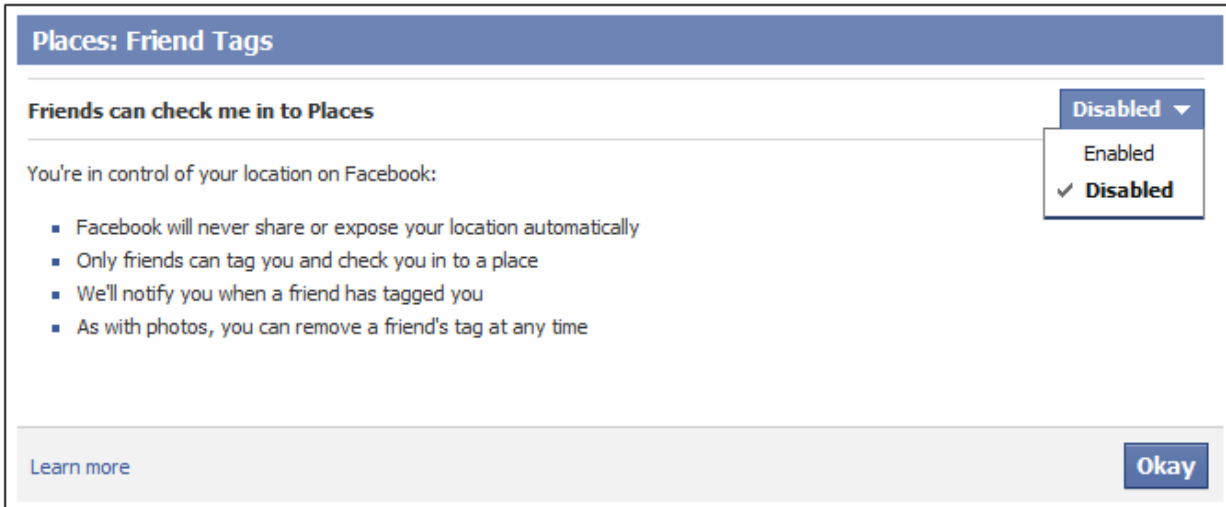 Places: Friend Tags
Friends can check me in to Places
Disabled
Enabled
Disabled
You're in control of your location on Facebook:
Facebook will never share or expose your location automatically
Only friends can tag you and check you in to a place
We'll notify you when a friend has tagged you
As with photos, you can remove a friend's tag at any time
Learn more
Okay